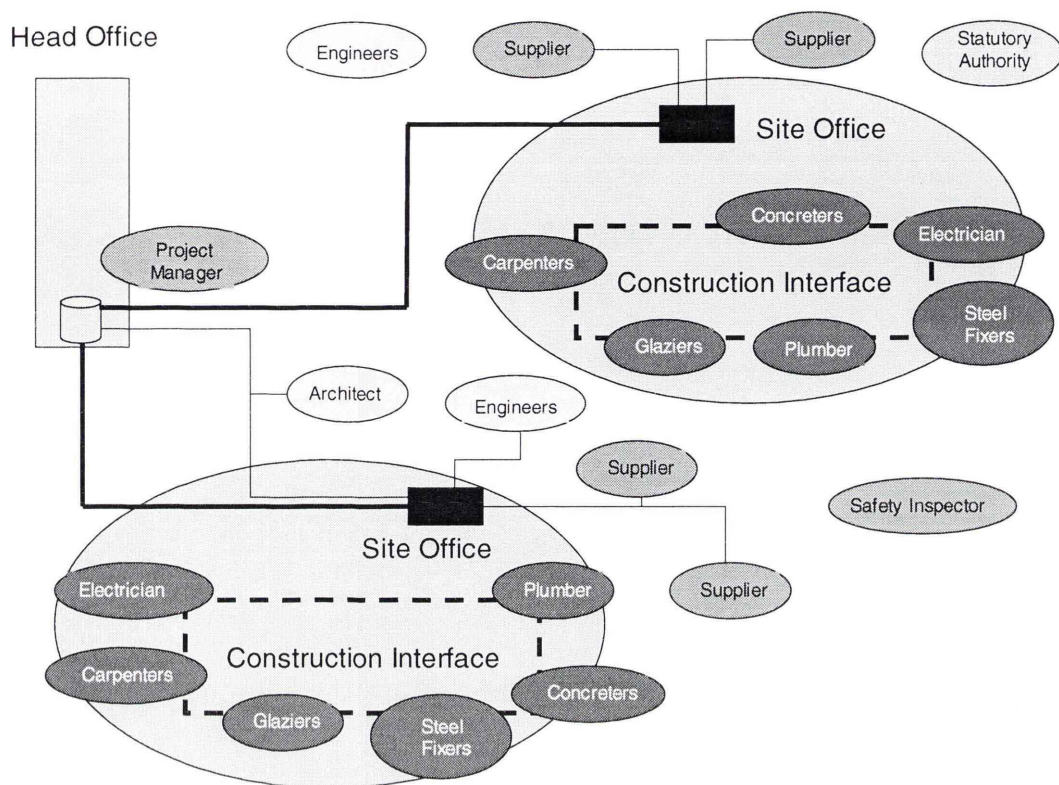 Head Office
Engineers
Supplier
Supplier
Statutory
Authority
Site Office
Project
Manager
Concreters
Electrician
Carpenters
Construction Interface
Steel
Fixers
Glaziers
Plumber
Architect
Engineers
Supplier
Safety Inspector
Site Office
Supplier
Electrician
Plumber
Construction Interface
Carpenters
Concreters
Glaziers
Steel
Fixers